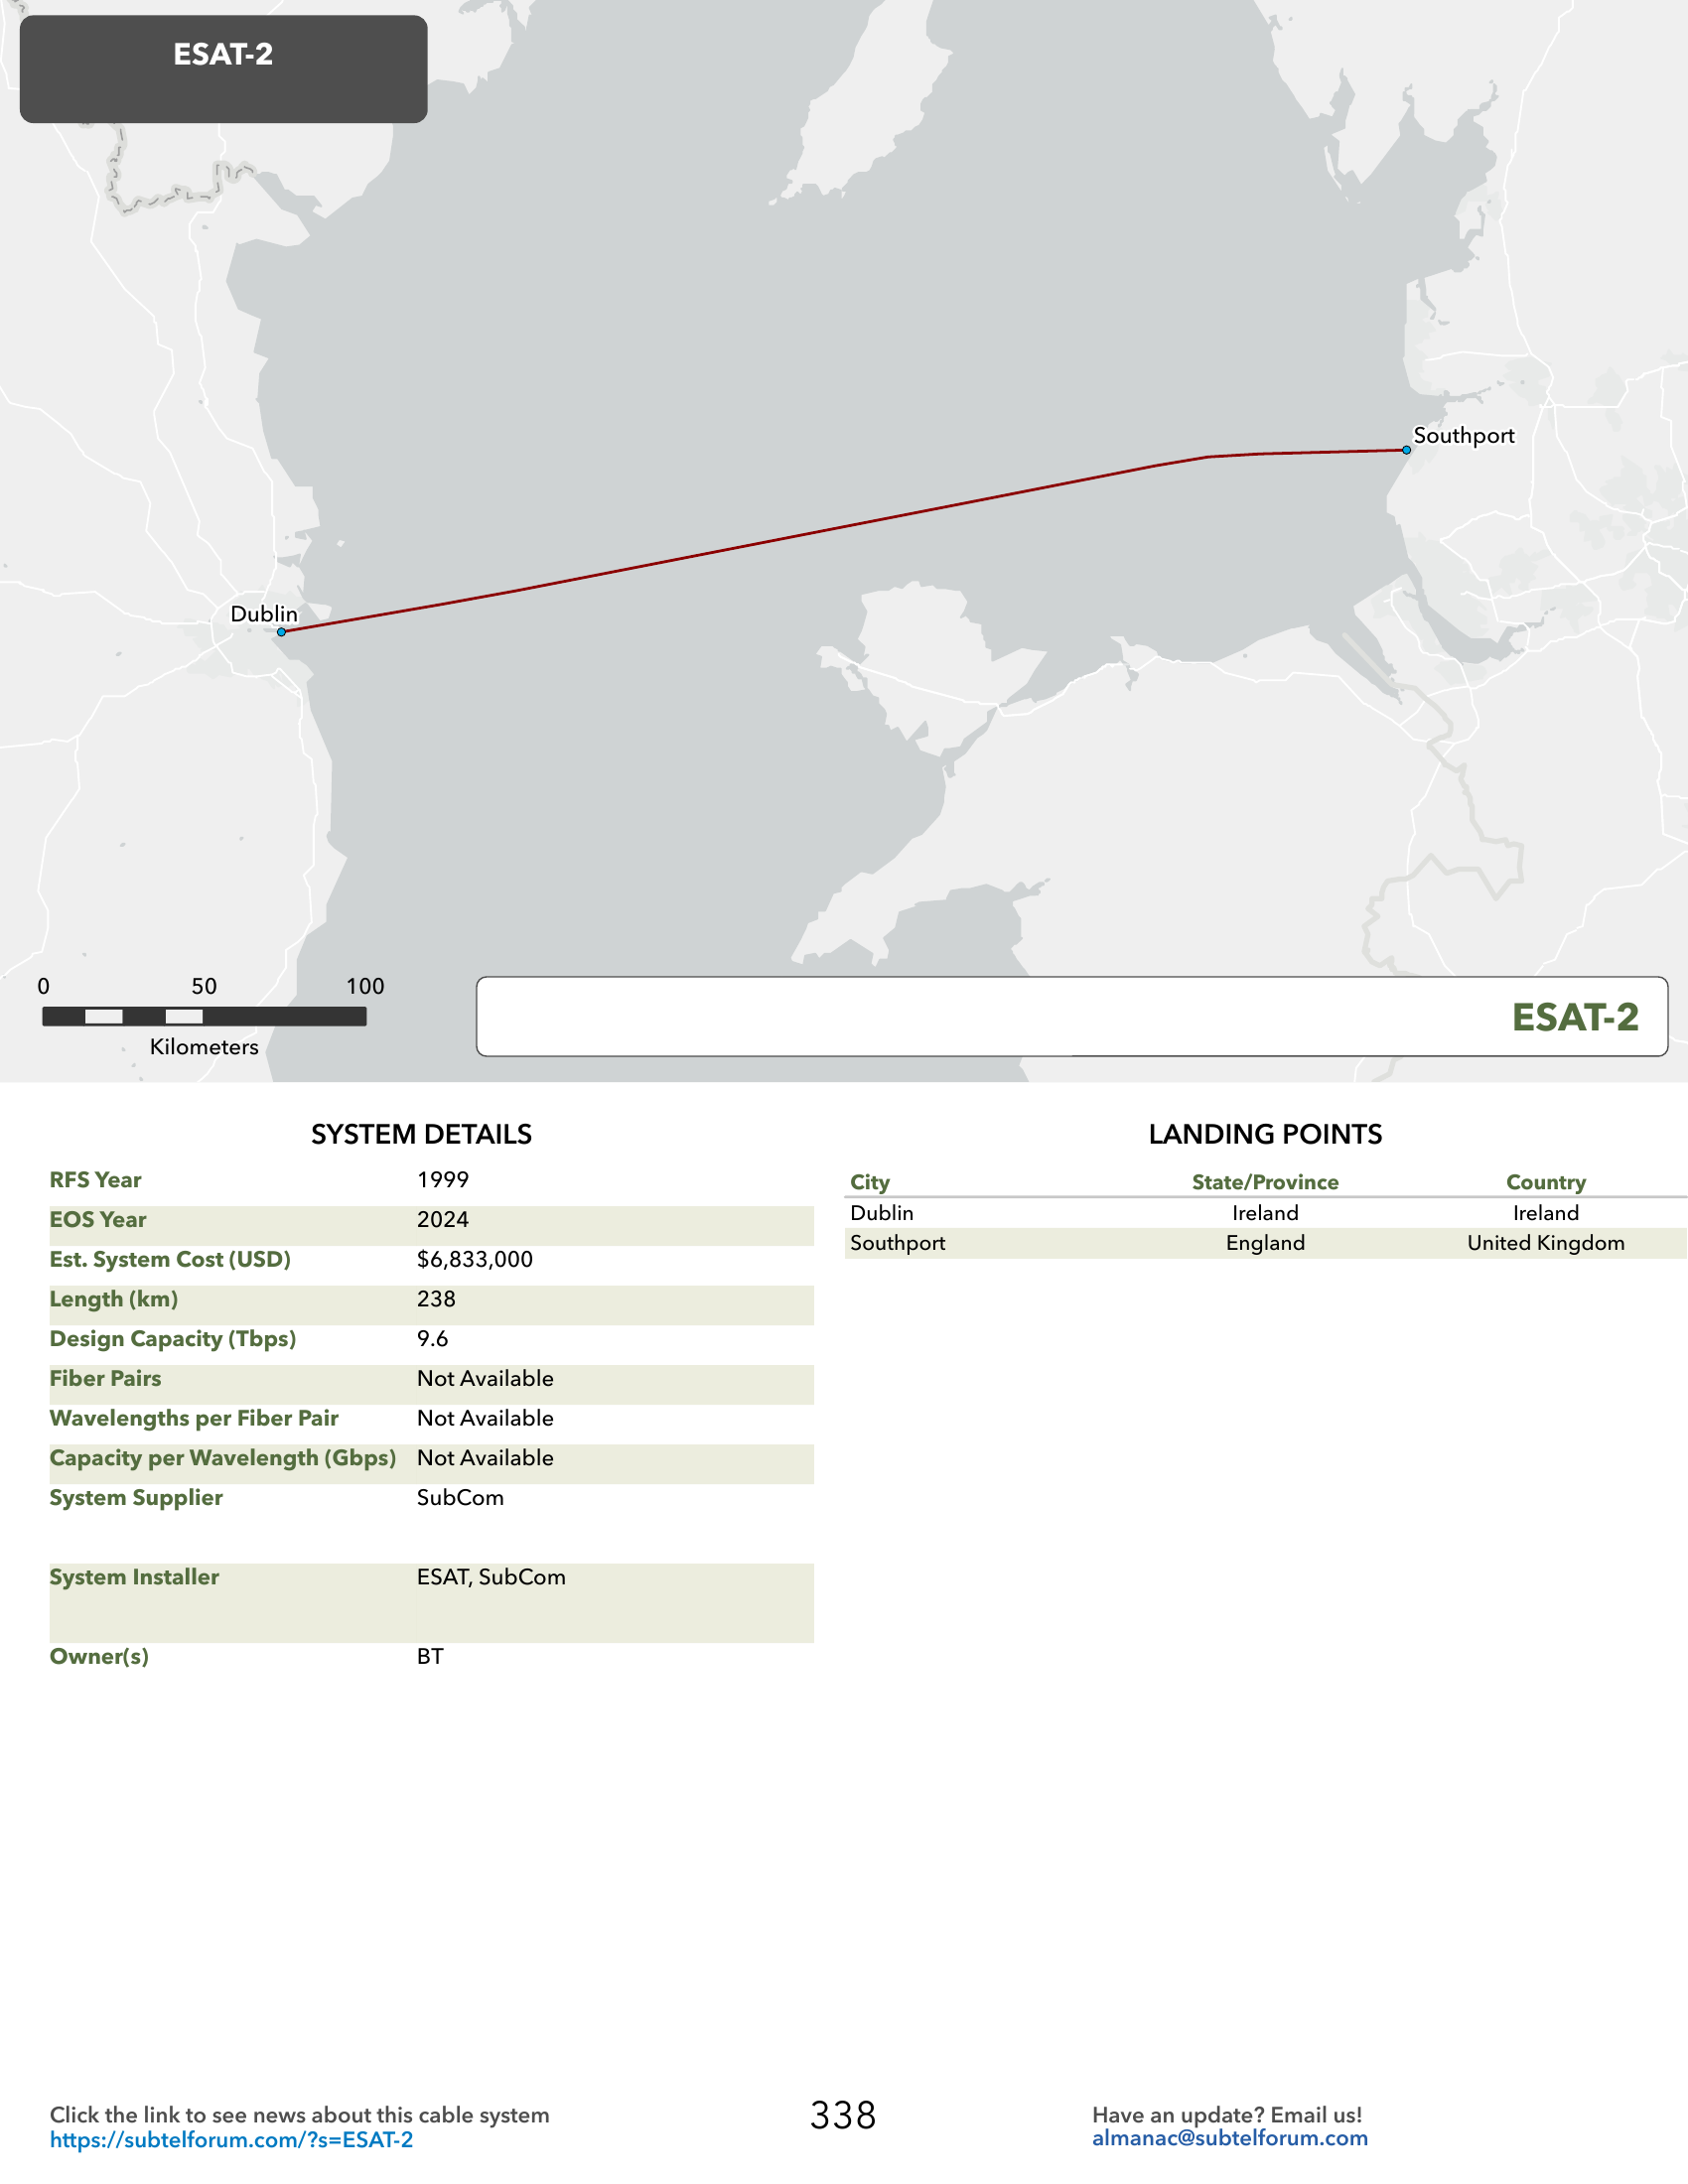 ESAT-2
Southport
Dublin
0 50 100
Kilometers
ESAT-2
SYSTEM DETAILS
RFS Year 1999
EOS Year 2024
Est. System Cost (USD) $6,833,000
Length (km) 238
Design Capacity (Tbps) 9.6
Fiber Pairs Not Available
Wavelengths per Fiber Pair Not Available
Capacity per Wavelength (Gbps) Not Available
System Supplier SubCom
System Installer ESAT, SubCom
Owner(s) BT
LANDING POINTS
City State/Province Country
Dublin Ireland Ireland
Southport England United Kingdom
Click the link to see news about this cable system
https://subtelforum.com/?s=ESAT-2
338
Have an update? Email us!
almanac@subtelforum.com